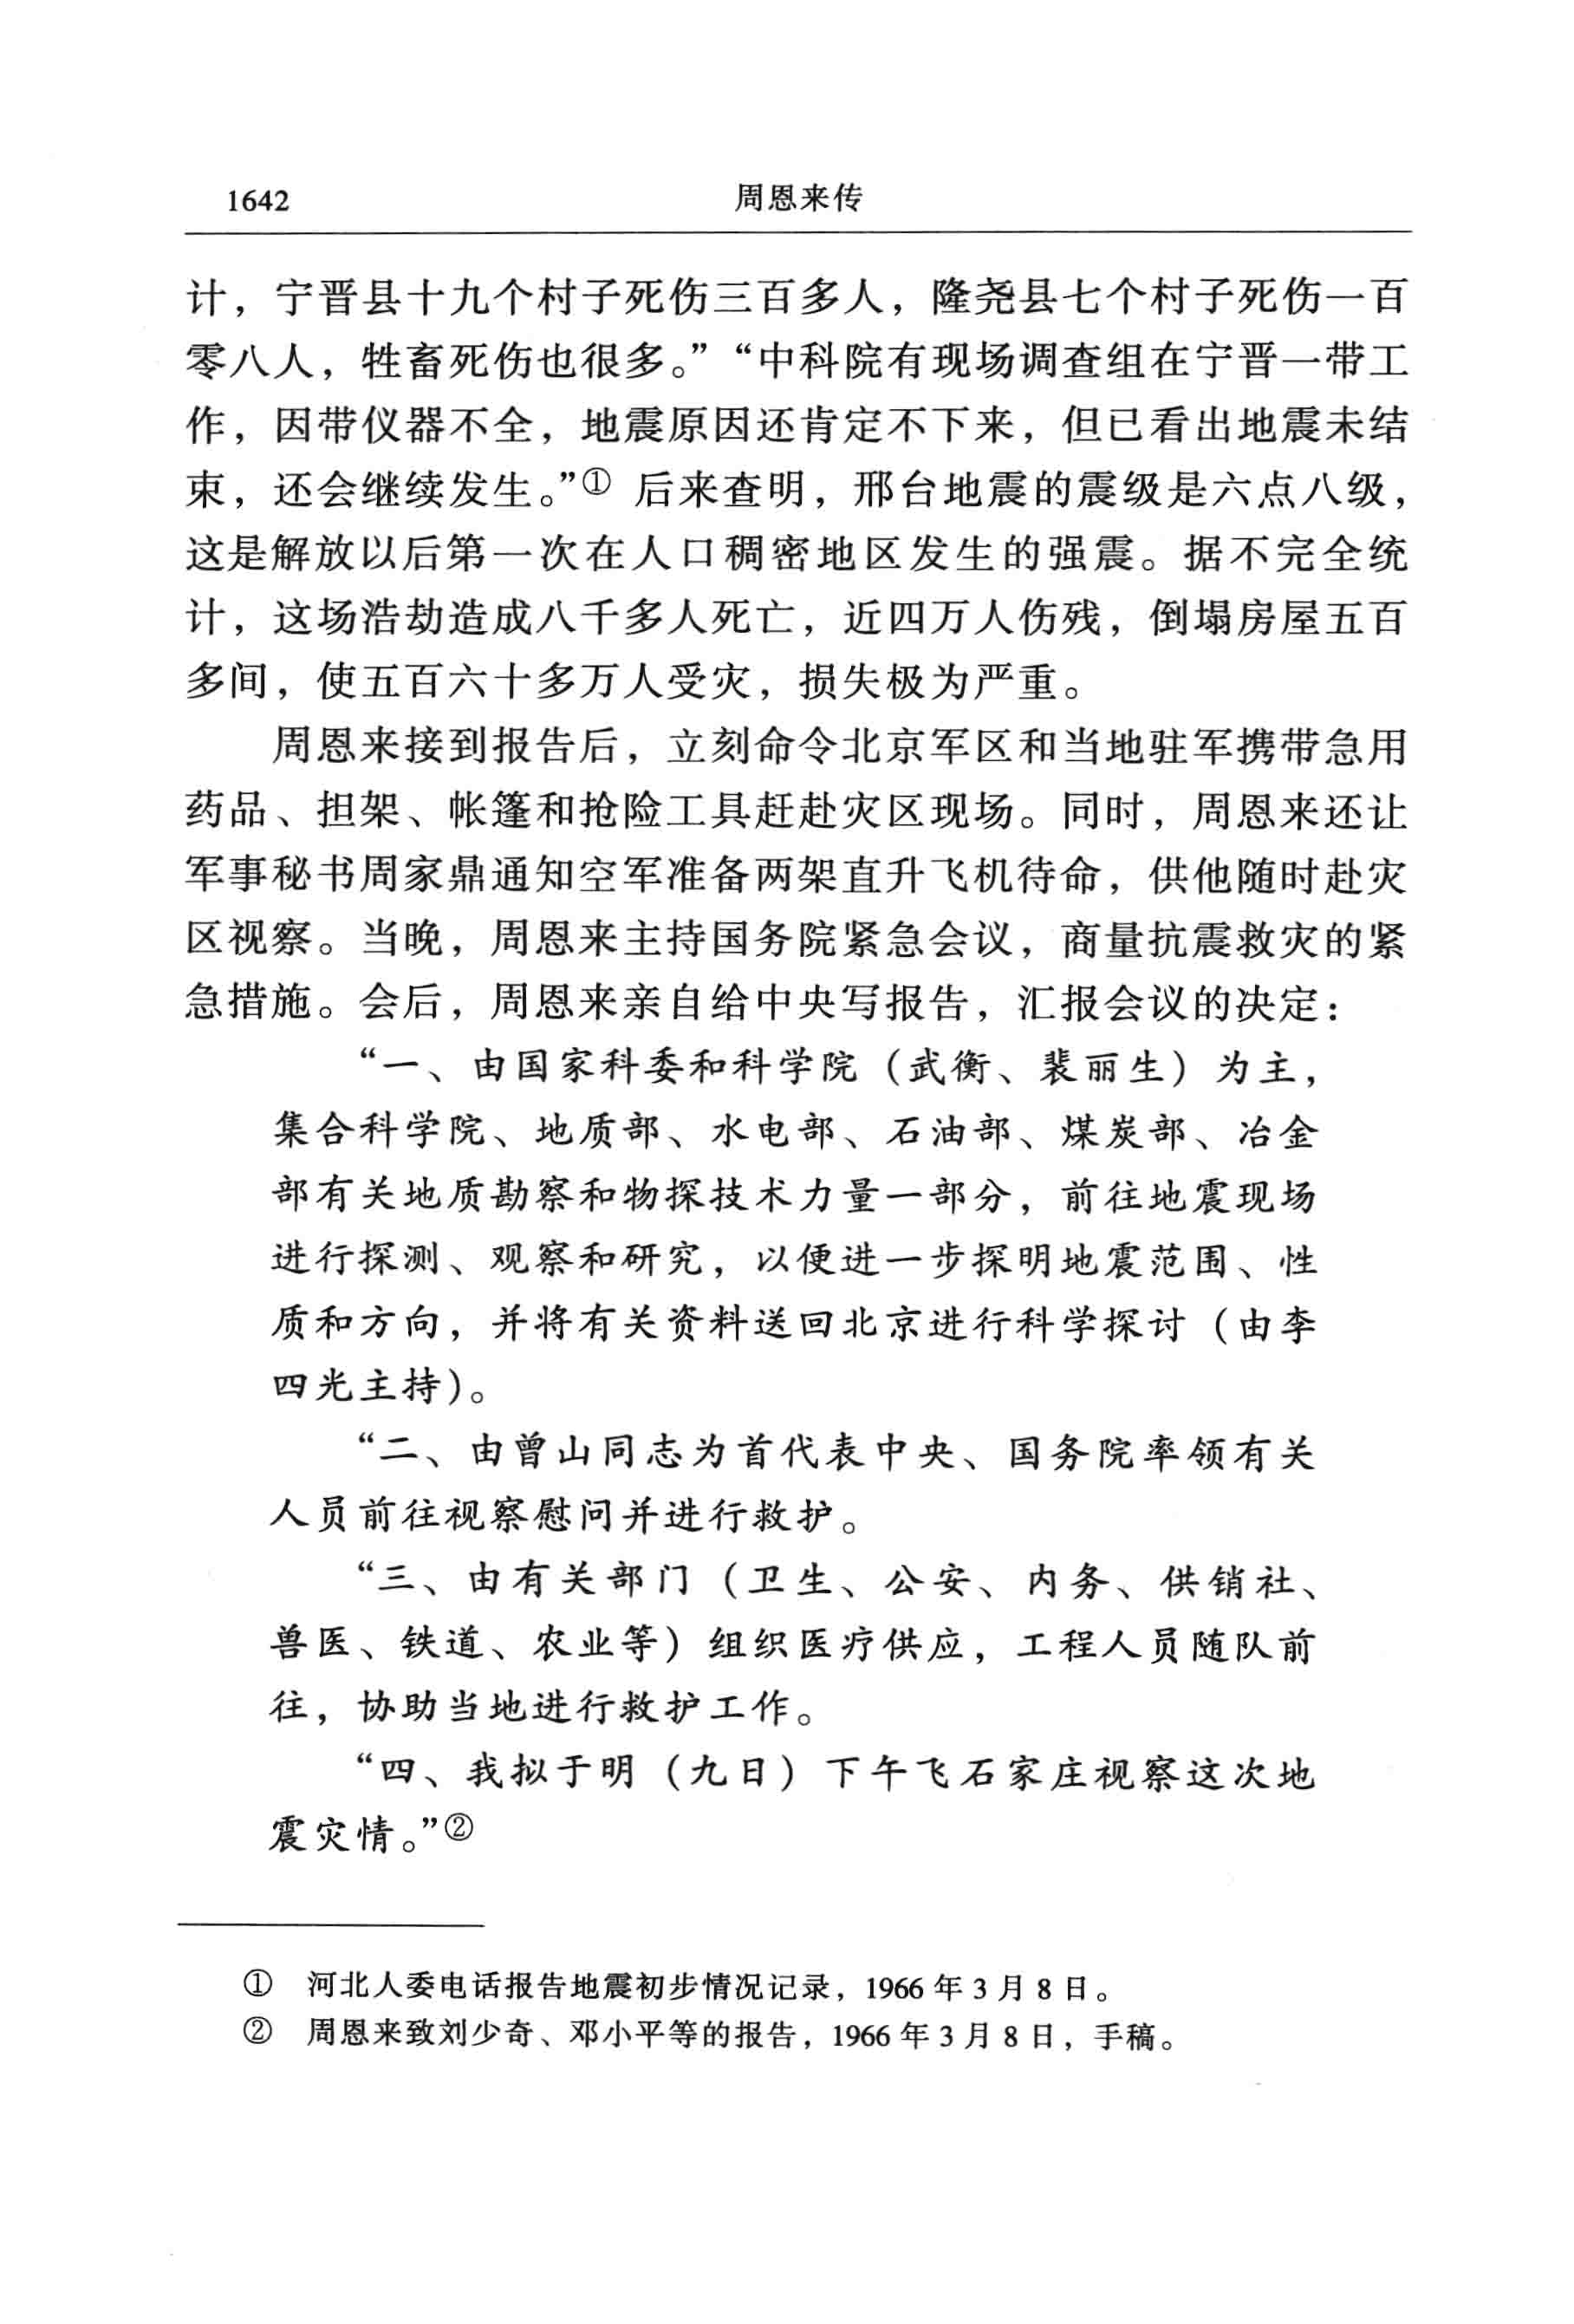 1642
周恩来传
计，宁晋县十九个村子死伤三百多人，隆尧县七个村子死伤一百
零八人，牲畜死伤也很多。”“中科院有现场调查组在宁晋一带工
作，因带仪器不全，地震原因还肯定不下来，但已看出地震未结
束，还会继续发生。”① 后来查明，邢台地震的震级是六点八级，
这是解放以后第一次在人口稠密地区发生的强震。据不完全统
计，这场浩劫造成八千多人死亡，近四万人伤残，倒塌房屋五百
多间，使五百六十多万人受灾，损失极为严重。
周恩来接到报告后，立刻命令北京军区和当地驻军携带急用
药品、担架、帐篷和抢险工具赶赴灾区现场。同时，周恩来还让
军事秘书周家鼎通知空军准备两架直升飞机待命，供他随时赴灾
区视察。当晚，周恩来主持国务院紧急会议，商量抗震救灾的紧
急措施。会后，周恩来亲自给中央写报告，汇报会议的决定：
“一、由国家科委和科学院（武衡、裴丽生）为主，
集合科学院、地质部、水电部、石油部、煤炭部、冶金
部有关地质勘察和物探技术力量一部分，前往地震现场
进行探测、观察和研究，以便进一步探明地震范围、性
质和方向，并将有关资料送回北京进行科学探讨（由李
四光主持）。
“二、由曾山同志为首代表中央、国务院率领有关
人员前往视察慰问并进行救护。
“三、由有关部门（卫生、公安、内务、供销社、
兽医、铁道、农业等）组织医疗供应，工程人员随队前
往，协助当地进行救护工作。
“四、我拟于明（九日）下午飞石家庄视察这次地
震灾情。”②
① 河北人委电话报告地震初步情况记录，1966 年 3 月 8 日。
② 周恩来致刘少奇、邓小平等的报告，1966 年 3 月 8 日，手稿。